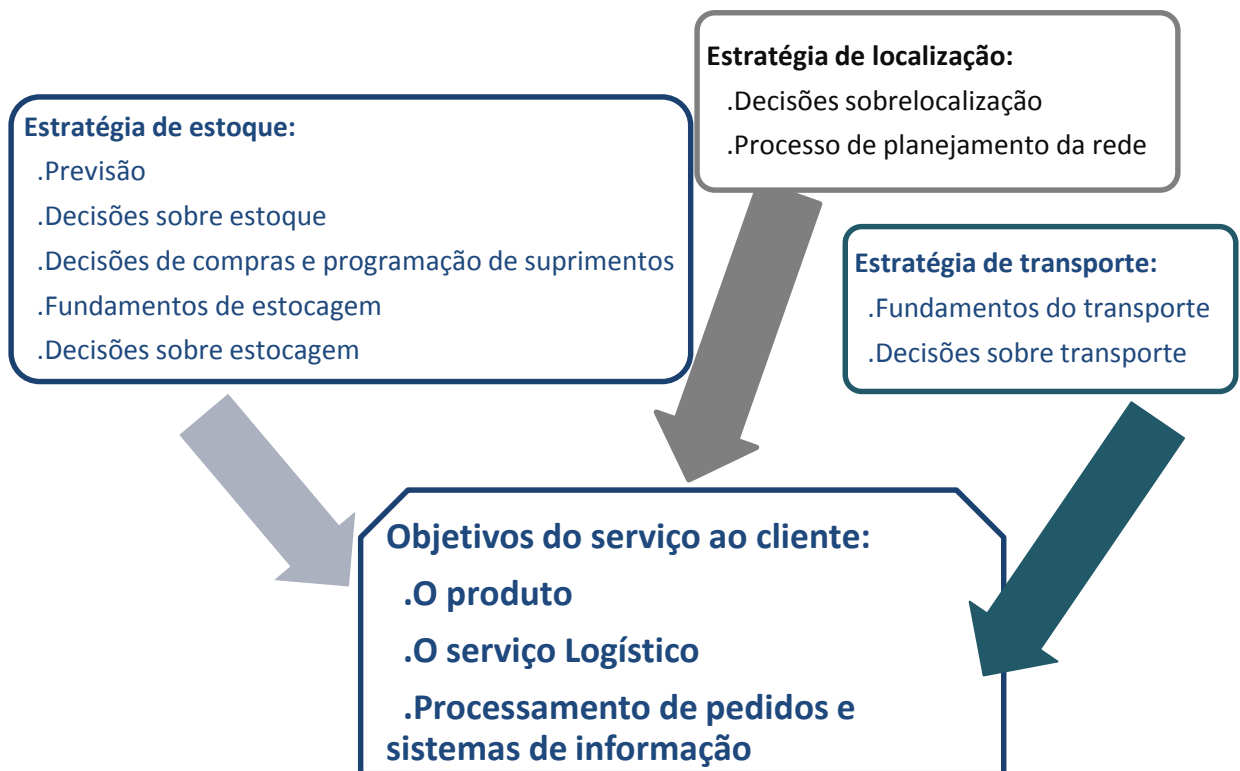 Estratégia de localização:
.Decisões sobrelocalização
.Processo de planejamento da rede
Estratégia de estoque:
.Previsão
.Decisões sobre estoque
.Decisões de compras e programação de suprimentos
.Fundamentos de estocagem
.Decisões sobre estocagem
Estratégia de transporte:
.Fundamentos do transporte
.Decisões sobre transporte
Objetivos do serviço ao cliente:
.O produto
.O serviço Logístico
.Processamento de pedidos e
sistemas de informação